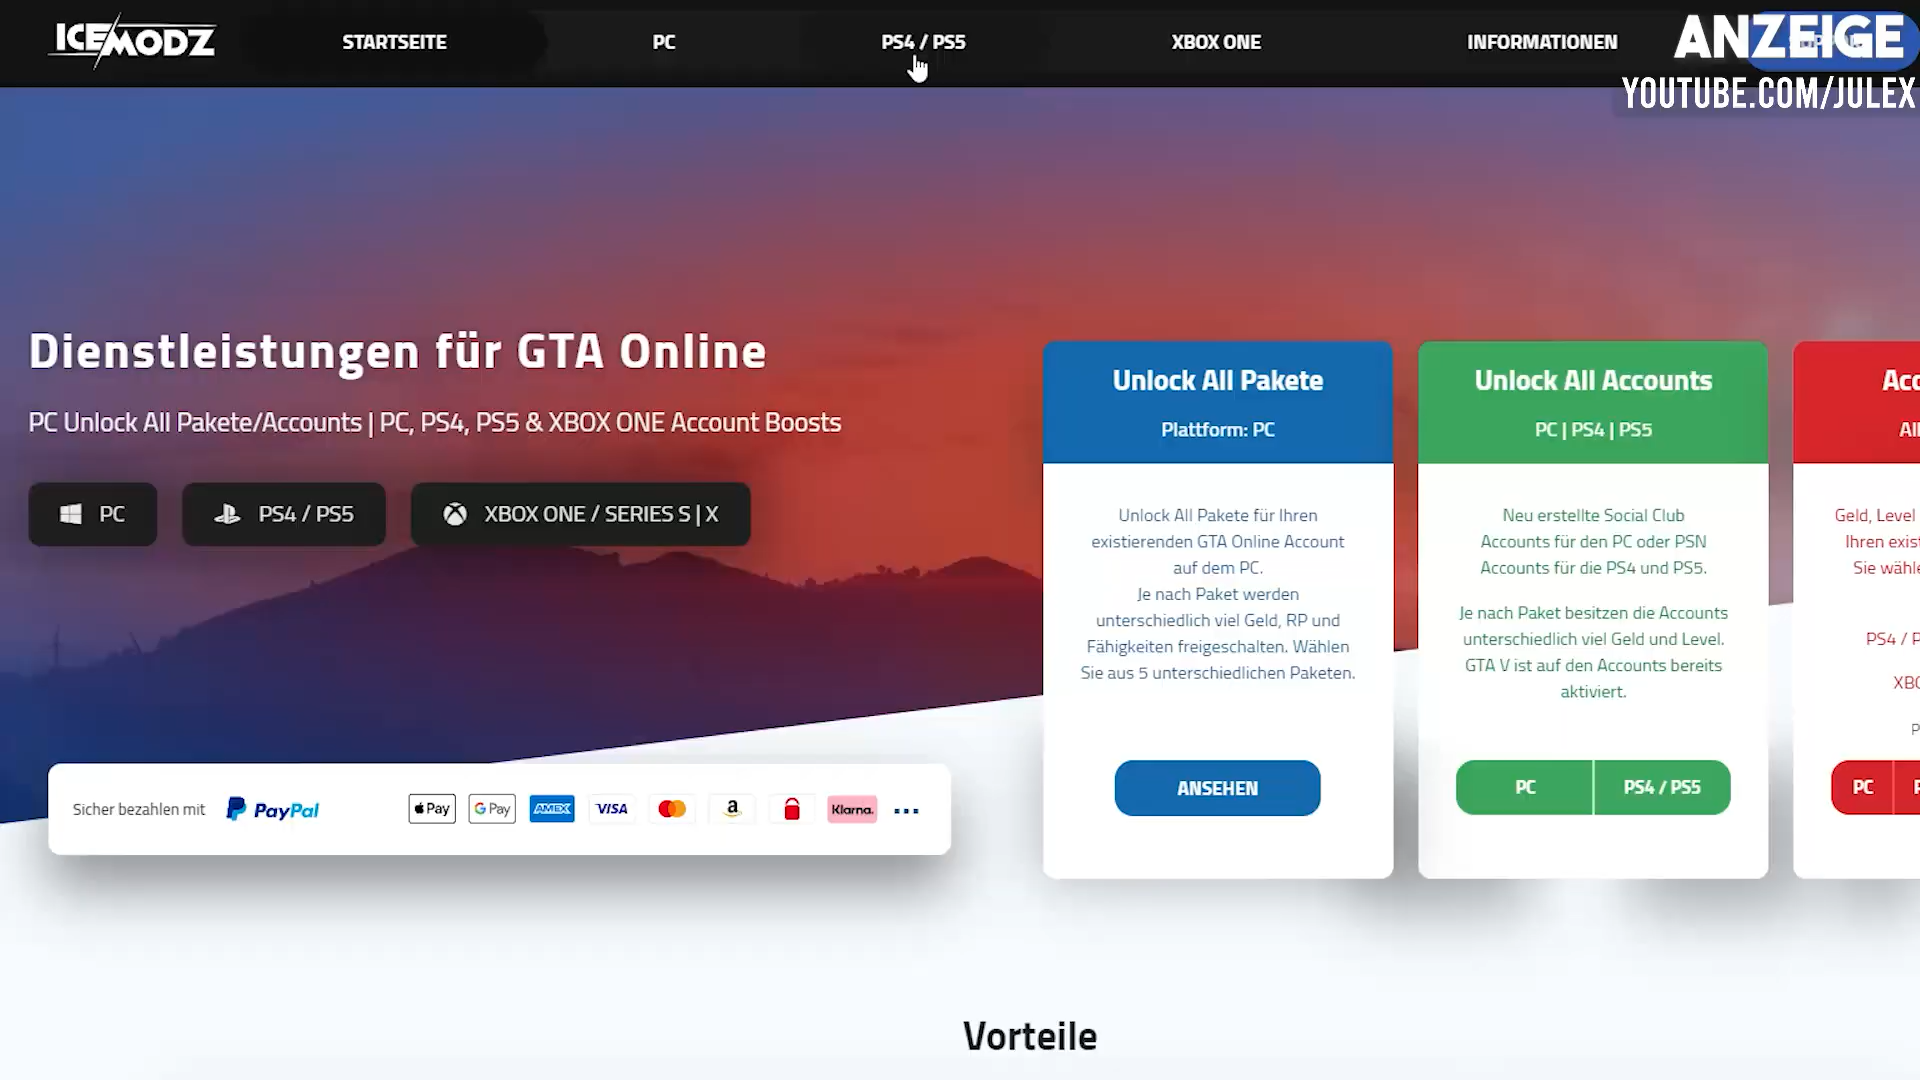 ICEMODZ
STARTSEITE
PC
PS4 / PS5
XBOX ONE
INFORMATIONEN
ANZEIGE
YOUTUBE.COM/JULEX
Dienstleistungen für GTA Online
PC Unlock All Pakete/Accounts | PC, PS4, PS5 & XBOX ONE Account Boosts
PC
PS4 / PS5
XBOX ONE / SERIES S | X
Sicher bezahlen mit
PayPal
Pay
G Pay
AMEX
VISA
a
Klarna.
...
Unlock All Pakete
Plattform: PC
Unlock All Pakete für Ihren
existierenden GTA Online Account
auf dem PC.
Je nach Paket werden
unterschiedlich viel Geld, RP und
Fähigkeiten freigeschalten. Wählen
Sie aus 5 unterschiedlichen Paketen.
ANSEHEN
Unlock All Accounts
PC | PS4 | PS5
Neu erstellte Social Club
Accounts für den PC oder PSN
Accounts für die PS4 und PS5.
Je nach Paket besitzen die Accounts
unterschiedlich viel Geld und Level.
GTA V ist auf den Accounts bereits
aktiviert.
PC
PS4 / PS5
Geld, Level
Ihren exis
Sie wähl
PS4 / P
XBO
PC
Vorteile